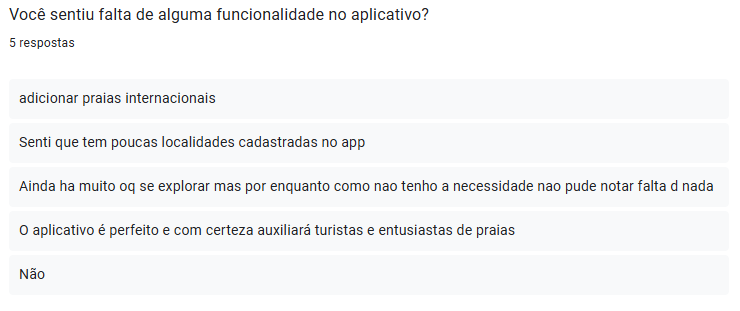 Você sentiu falta de alguma funcionalidade no aplicativo?
5 respostas
adicionar praias internacionais
Senti que tem poucas localidades cadastradas no app
Ainda ha muito oq se explorar mas por enquanto como nao tenho a necessidade nao pude notar falta d nada
O aplicativo é perfeito e com certeza auxiliará turistas e entusiastas de praias
Não